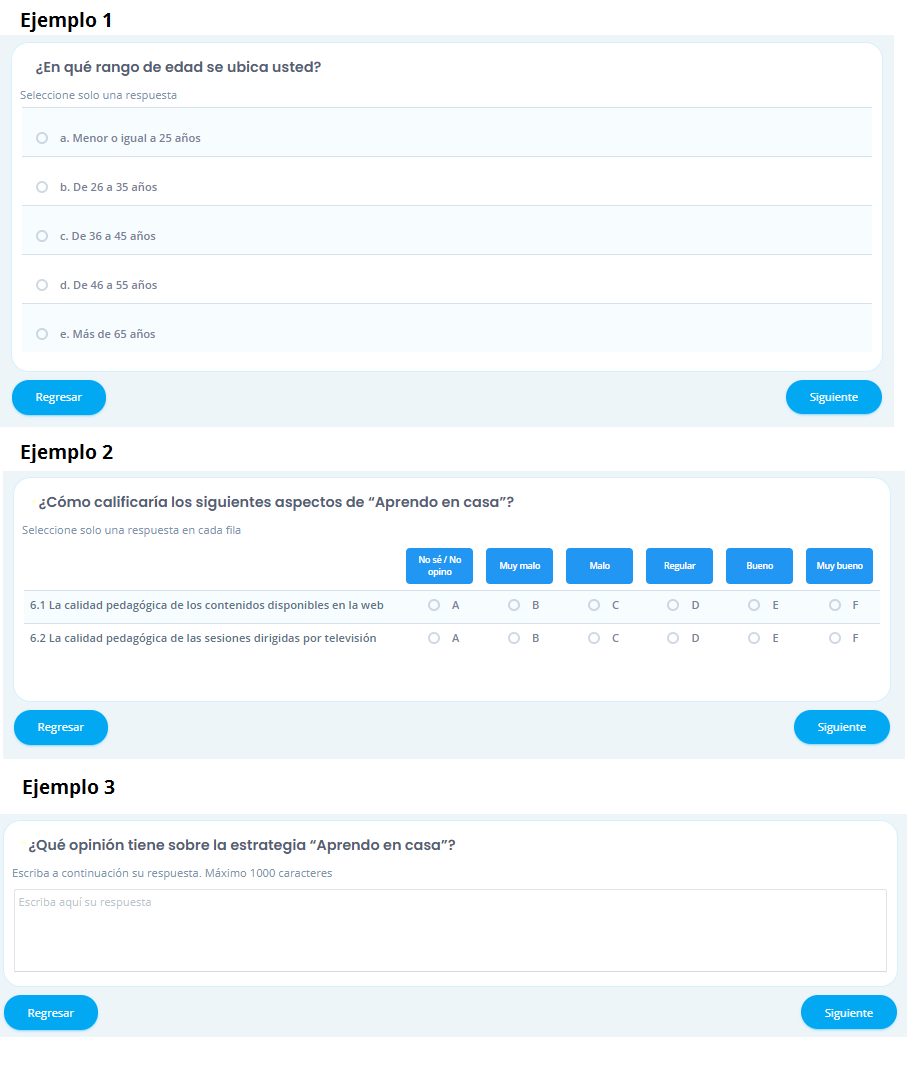 Ejemplo 1
¿En qué rango de edad se ubica usted?
Seleccione solo una respuesta
a. Menor o igual a 25 años
b. De 26 a 35 años
c. De 36 a 45 años
d. De 46 a 55 años
e. Más de 65 años
Regresar Siguiente
Ejemplo 2
¿Cómo calificaría los siguientes aspectos de “Aprendo en casa”?
Seleccione solo una respuesta en cada fila
No sé / No opino Muy malo Malo Regular Bueno Muy bueno
6.1 La calidad pedagógica de los contenidos disponibles en la web A B C D E F
6.2 La calidad pedagógica de las sesiones dirigidas por televisión A B C D E F
Regresar Siguiente
Ejemplo 3
¿Qué opinión tiene sobre la estrategia “Aprendo en casa”?
Escriba a continuación su respuesta. Máximo 1000 caracteres
Escriba aquí su respuesta
Regresar Siguiente